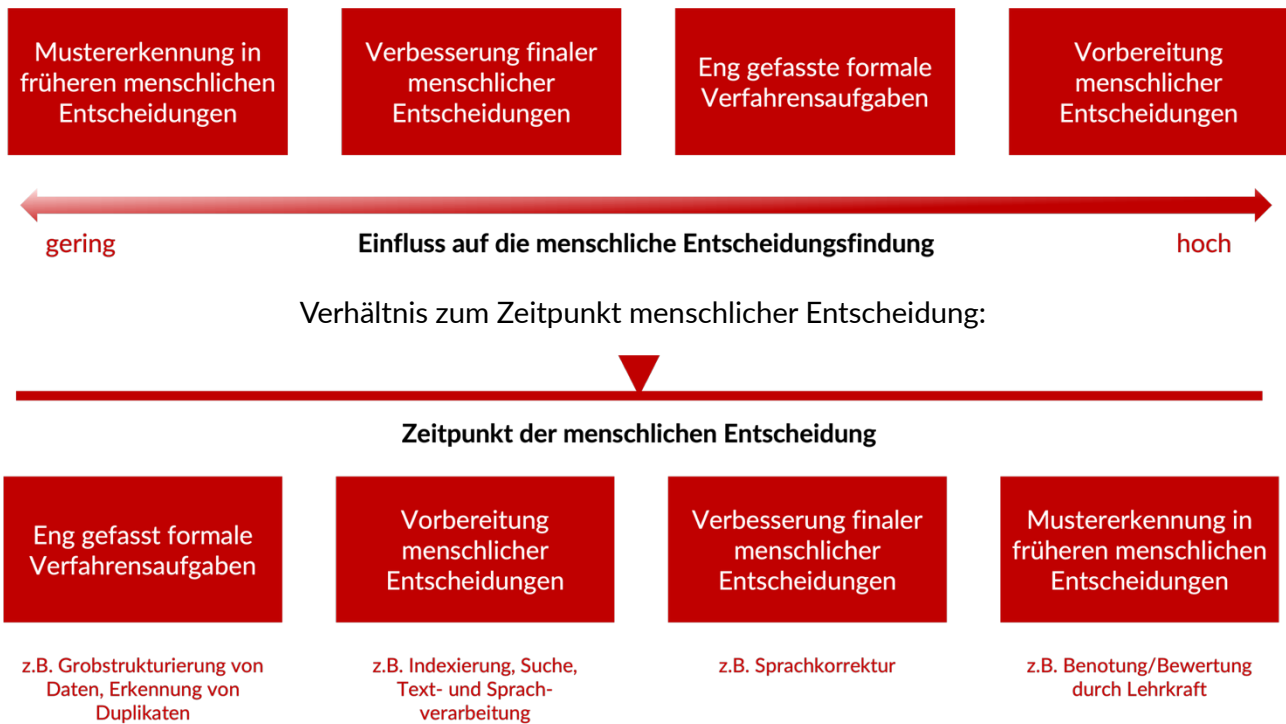 Mustererkennung in
früheren menschlichen
Entscheidungen
Verbesserung finaler
menschlicher
Entscheidungen
Eng gefasste formale
Verfahrensaufgaben
Vorbereitung
menschlicher
Entscheidungen
gering
Einfluss auf die menschliche Entscheidungsfindung
hoch
Verhältnis zum Zeitpunkt menschlicher Entscheidung:
Zeitpunkt der menschlichen Entscheidung
Eng gefasst formale
Verfahrensaufgaben
Vorbereitung
menschlicher
Entscheidungen
Verbesserung finaler
menschlicher
Entscheidungen
Mustererkennung in
früheren menschlichen
Entscheidungen
z.B. Grobstrukturierung von
Daten, Erkennung von
Duplikaten
z.B. Indexierung, Suche,
Text- und Sprach-
verarbeitung
z.B. Sprachkorrektur
z.B. Benotung/Bewertung
durch Lehrkraft